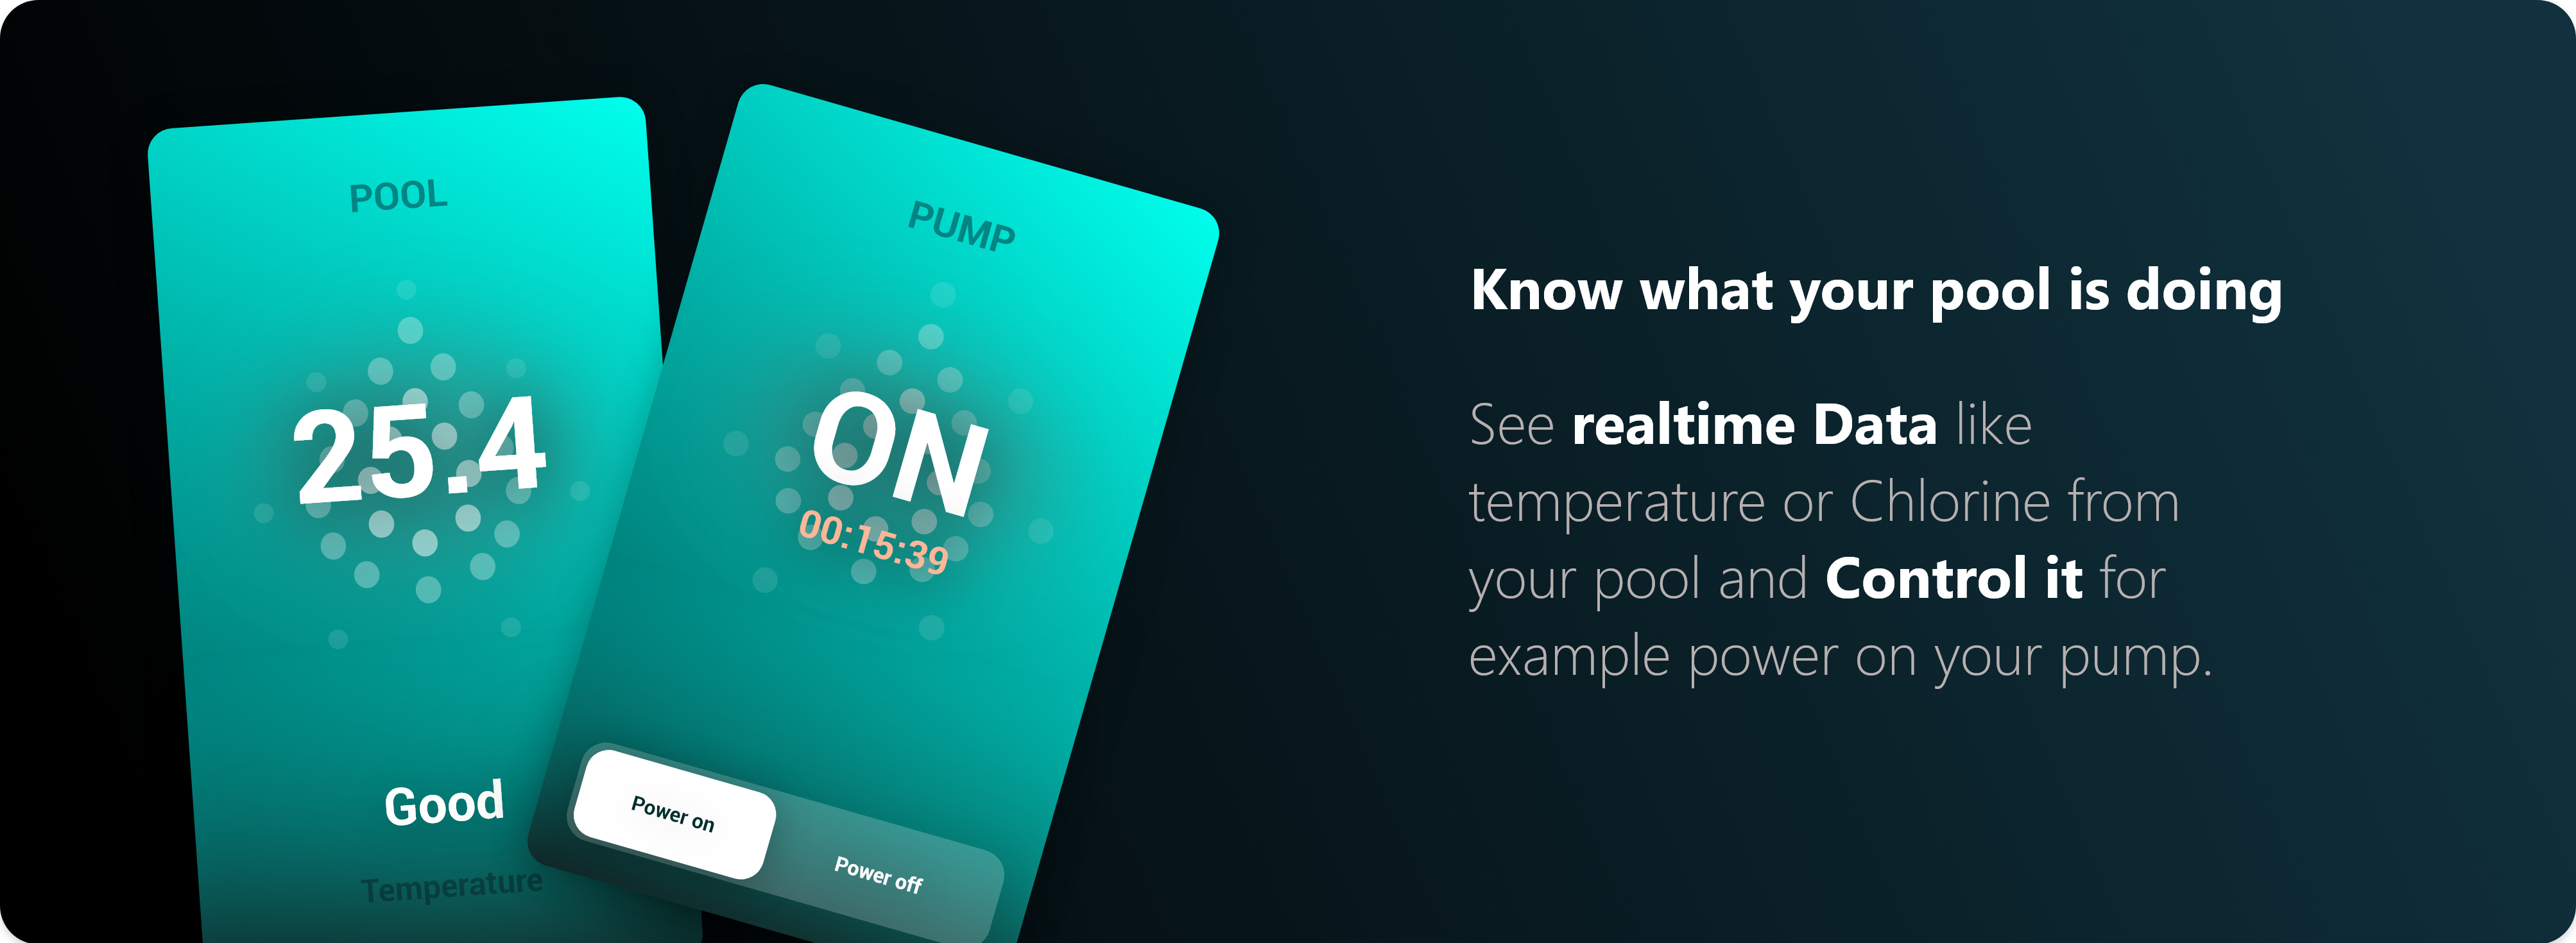 POOL
25.4
Good
Temperature
PUMP
ON
00:15:39
Power on
Power off
Know what your pool is doing
See realtime Data like
temperature or Chlorine from
your pool and Control it for
example power on your pump.